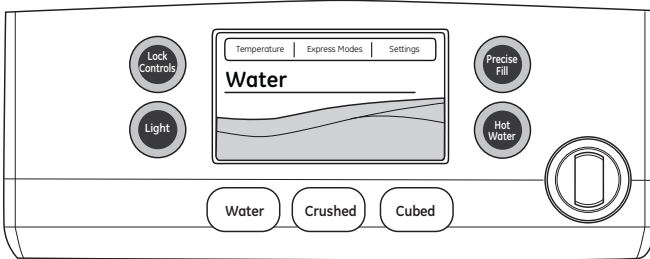 Lock
Controls
Temperature Express Modes Settings
Precise
Fill
Water
Light
Hot
Water
Water Crushed Cubed